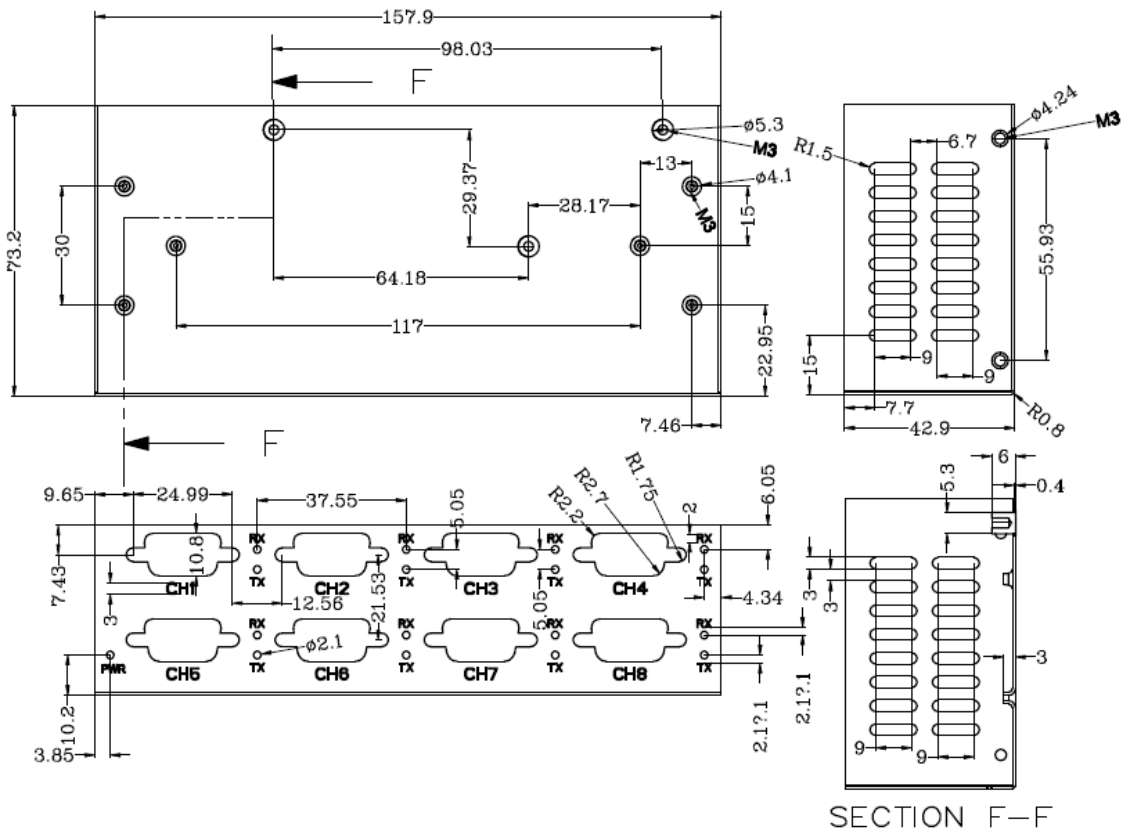 157.9
98.03
F
ø5.3
M3
13
ø4.1
M3
29.37
28.17
15
30
73.2
64.18
117
22.95
7.46
F
ø4.24
M3
R1.5
6.7
55.93
15
9
9
7.7
42.9
R0.8
9.65
24.99
37.55
5.05
R2.2
R2.7
R1.75
2
6.05
RX RX RX RX
7.43
10.8
TX TX TX TX
CH1 CH2 CH3 CH4
3
12.56
21.53
5.05
4.34
RX RX RX RX
ø2.1
PWR
TX TX TX TX
CH5 CH6 CH7 CH8
10.2
3.85
2.1?.1
2.1?.1
6
5.3
0.4
3
3
3
9
9
SECTION F-F